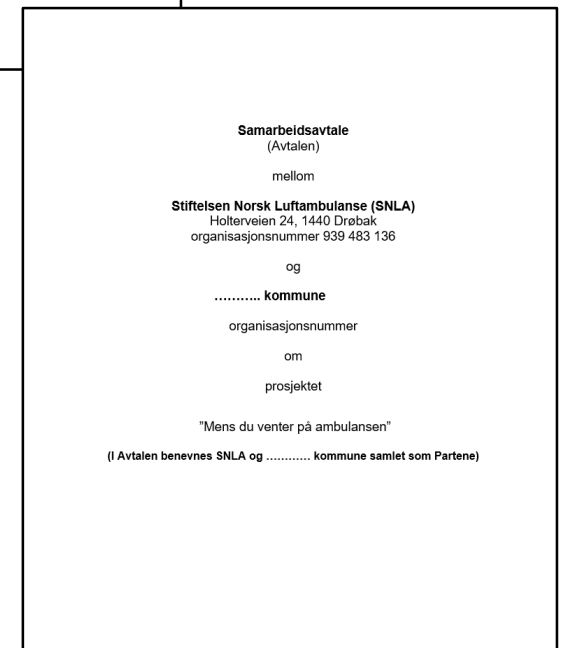 Samarbeidsavtale
(Avtalen)
mellom
Stiftelsen Norsk Luftambulanse (SNLA)
Holterveien 24, 1440 Drøbak
organisasjonsnummer 939 483 136
og
……….. kommune
organisasjonsnummer
om
prosjektet
"Mens du venter på ambulansen"
(I Avtalen benevnes SNLA og ………… kommune samlet som Partene)